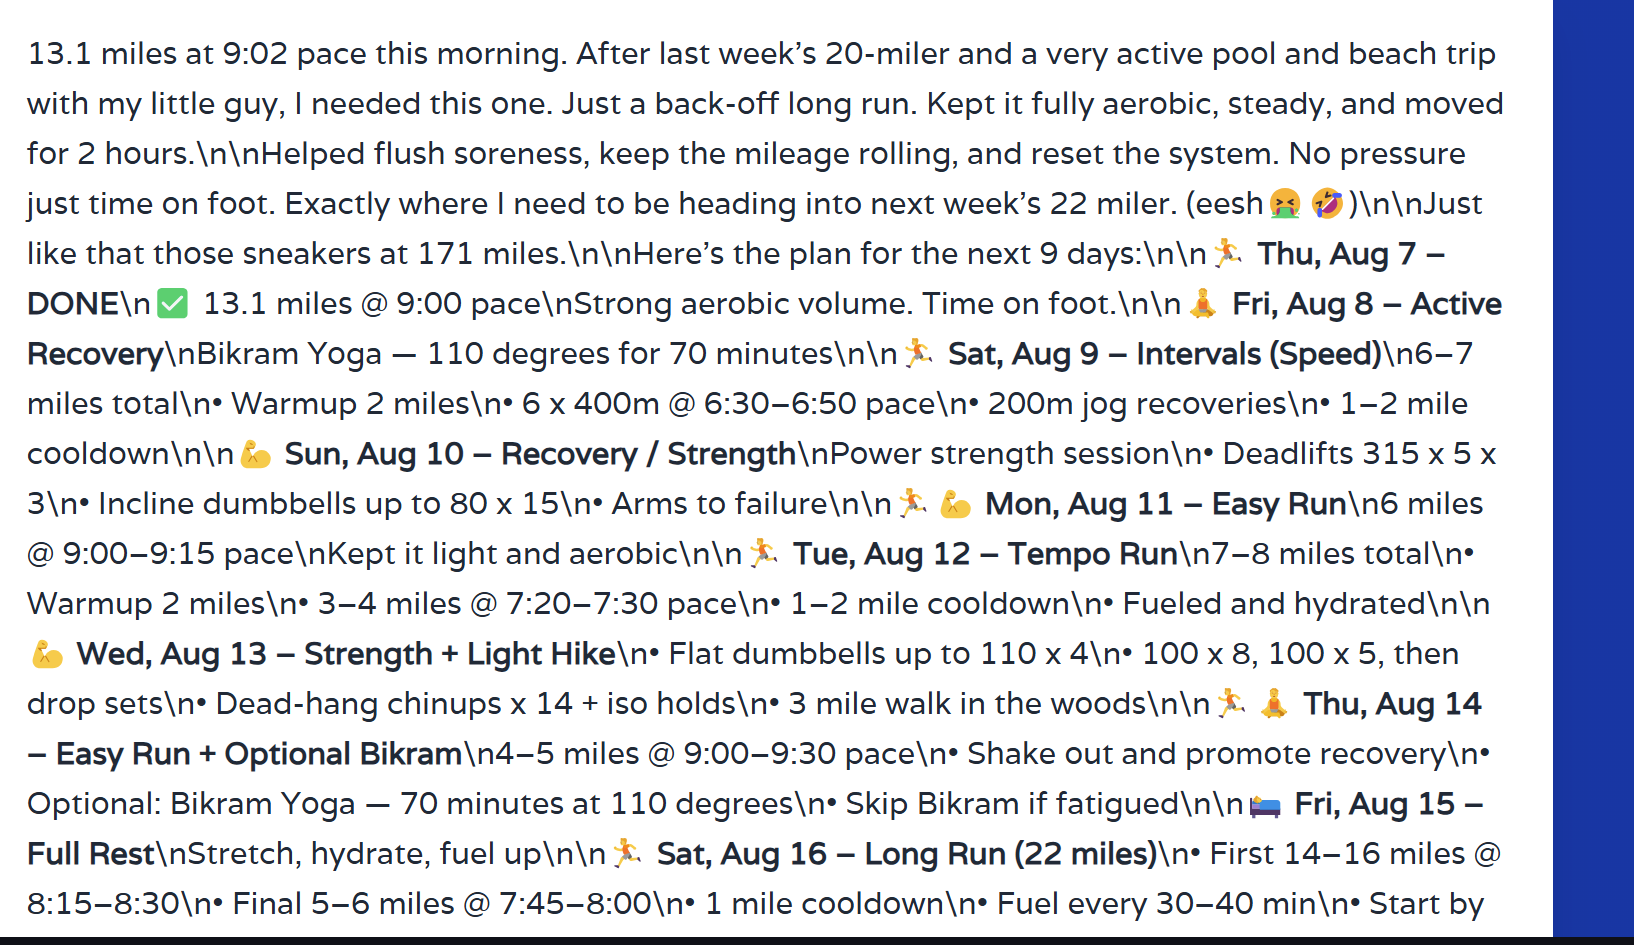 13.1 miles at 9:02 pace this morning. After last week’s 20-miler and a very active pool and beach trip
with my little guy, I needed this one. Just a back-off long run. Kept it fully aerobic, steady, and moved
for 2 hours.\n\nHelped flush soreness, keep the mileage rolling, and reset the system. No pressure
just time on foot. Exactly where I need to be heading into next week’s 22 miler. (eesh🤮🤣)\n\nJust
like that those sneakers at 171 miles.\n\nHere’s the plan for the next 9 days:\n\n🏃 Thu, Aug 7 –
DONE\n✅ 13.1 miles @ 9:00 pace\nStrong aerobic volume. Time on foot.\n\n🧘 Fri, Aug 8 – Active
Recovery\nBikram Yoga — 110 degrees for 70 minutes\n\n🏃 Sat, Aug 9 – Intervals (Speed)\n6–7
miles total\n• Warmup 2 miles\n• 6 x 400m @ 6:30–6:50 pace\n• 200m jog recoveries\n• 1–2 mile
cooldown\n\n💪 Sun, Aug 10 – Recovery / Strength\nPower strength session\n• Deadlifts 315 x 5 x
3\n• Incline dumbbells up to 80 x 15\n• Arms to failure\n\n🏃💪 Mon, Aug 11 – Easy Run\n6 miles
@ 9:00–9:15 pace\nKept it light and aerobic\n\n🏃 Tue, Aug 12 – Tempo Run\n7–8 miles total\n•
Warmup 2 miles\n• 3–4 miles @ 7:20–7:30 pace\n• 1–2 mile cooldown\n• Fueled and hydrated\n\n
💪 Wed, Aug 13 – Strength + Light Hike\n• Flat dumbbells up to 110 x 4\n• 100 x 8, 100 x 5, then
drop sets\n• Dead-hang chinups x 14 + iso holds\n• 3 mile walk in the woods\n\n🏃🧘 Thu, Aug 14
– Easy Run + Optional Bikram\n4–5 miles @ 9:00–9:30 pace\n• Shake out and promote recovery\n•
Optional: Bikram Yoga — 70 minutes at 110 degrees\n• Skip Bikram if fatigued\n\n🛌 Fri, Aug 15 –
Full Rest\nStretch, hydrate, fuel up\n\n🏃 Sat, Aug 16 – Long Run (22 miles)\n• First 14–16 miles @
8:15–8:30\n• Final 5–6 miles @ 7:45–8:00\n• 1 mile cooldown\n• Fuel every 30–40 min\n• Start by